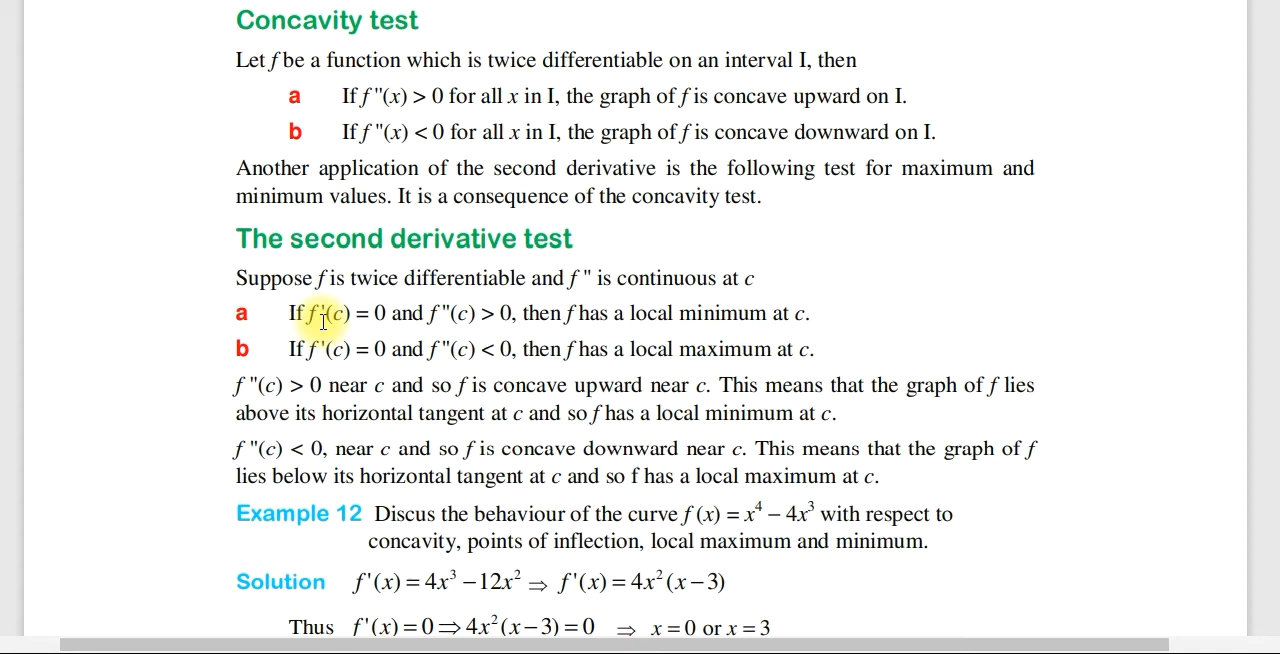 Concavity test
Let f be a function which is twice differentiable on an interval I, then
a If f "(x) > 0 for all x in I, the graph of f is concave upward on I.
b If f "(x) < 0 for all x in I, the graph of f is concave downward on I.
Another application of the second derivative is the following test for maximum and
minimum values. It is a consequence of the concavity test.
The second derivative test
Suppose f is twice differentiable and f " is continuous at c
a If f '(c) = 0 and f "(c) > 0, then f has a local minimum at c.
b If f '(c) = 0 and f "(c) < 0, then f has a local maximum at c.
f "(c) > 0 near c and so f is concave upward near c. This means that the graph of f lies
above its horizontal tangent at c and so f has a local minimum at c.
f "(c) < 0, near c and so f is concave downward near c. This means that the graph of f
lies below its horizontal tangent at c and so f has a local maximum at c.
Example 12 Discus the behaviour of the curve f (x) = x⁴ – 4x³ with respect to
concavity, points of inflection, local maximum and minimum.
Solution f '(x) = 4x³ – 12x² ⇒ f '(x) = 4x² (x – 3)
Thus f '(x) = 0 ⇒ 4x² (x – 3) = 0 ⇒ x = 0 or x = 3